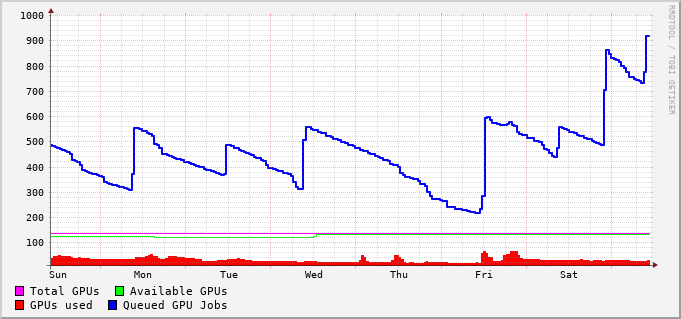 1000
900
800
700
600
500
400
300
200
100
Sun Mon Tue Wed Thu Fri Sat
Total GPUs Available GPUs
GPUs used Queued GPU Jobs
RRDTOOL / TOBI OETIKER